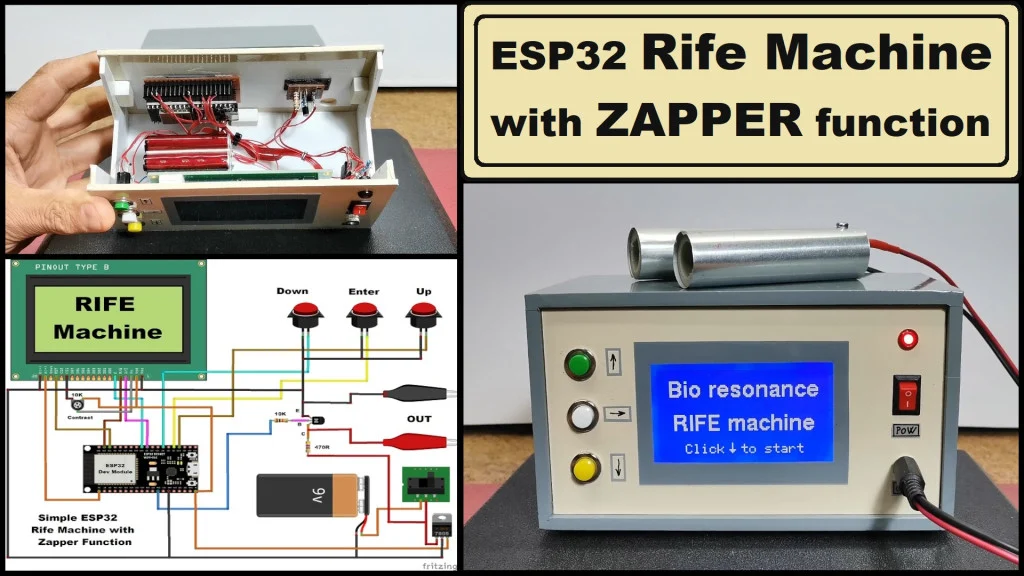 ESP32 Rife Machine
with ZAPPER function
PINOUT TYPE B
RIFE
Machine
Down
Enter
Up
10K
Contrast
10K
E
B
C
470R
OUT
ESP32
Dev Module
9v
7805
Simple ESP32
Rife Machine with
Zapper Function
fritzing
Bio resonance
RIFE machine
Click ↓ to start
↑
→
↓
POW